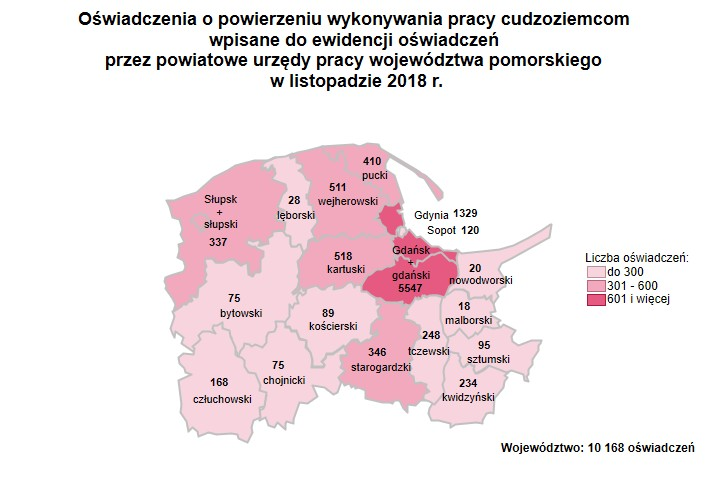 Oświadczenia o powierzeniu wykonywania pracy cudzoziemcom
wpisane do ewidencji oświadczeń
przez powiatowe urzędy pracy województwa pomorskiego
w listopadzie 2018 r.
410
pucki
511
wejherowski
28
lęborski
Słupsk
+
słupski
337
Gdynia 1329
Sopot 120
518
kartuski
Gdańsk
+
gdański
5547
20
nowodworski
Liczba oświadczeń:
do 300
301 - 600
601 i więcej
75
bytowski
89
kościerski
18
malborski
248
tczewski
95
sztumski
346
starogardzki
75
chojnicki
168
człuchowski
234
kwidzyński
Województwo: 10 168 oświadczeń